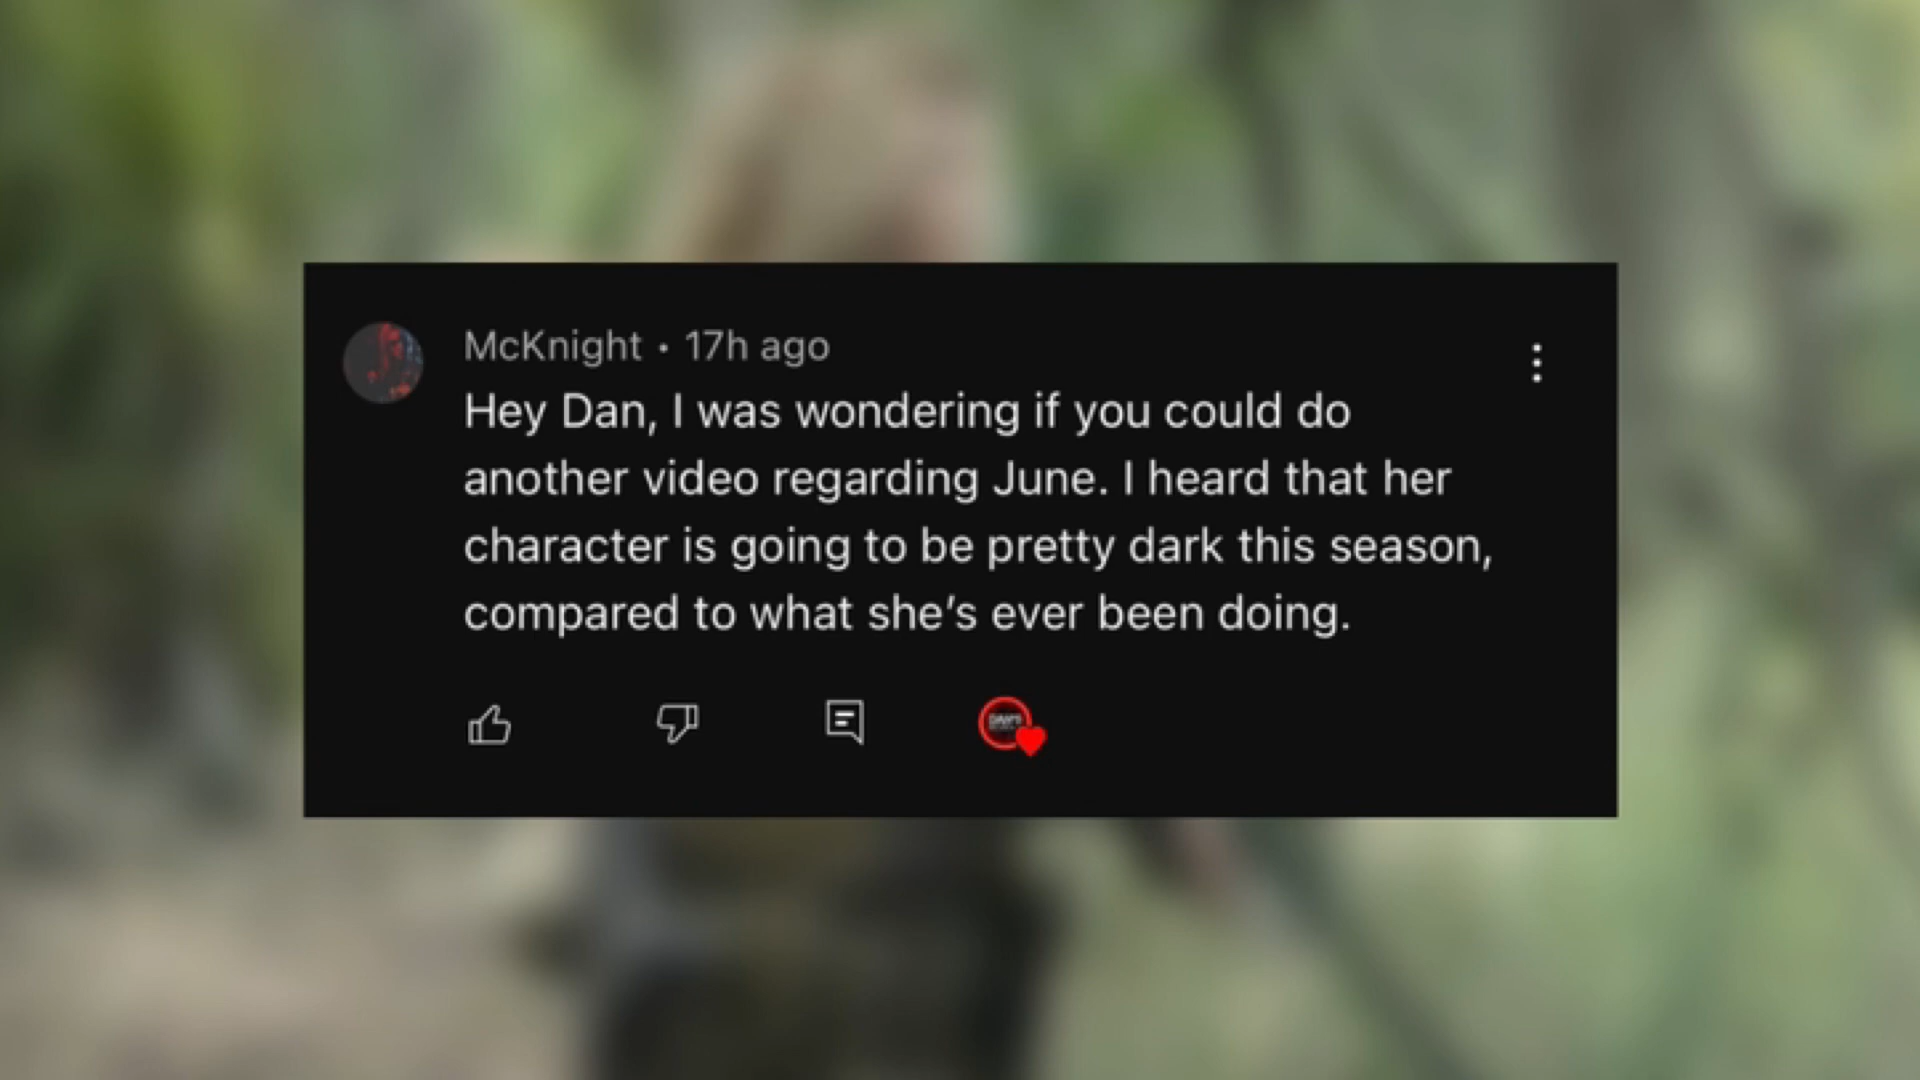 McKnight • 17h ago
Hey Dan, I was wondering if you could do
another video regarding June. I heard that her
character is going to be pretty dark this season,
compared to what she's ever been doing.